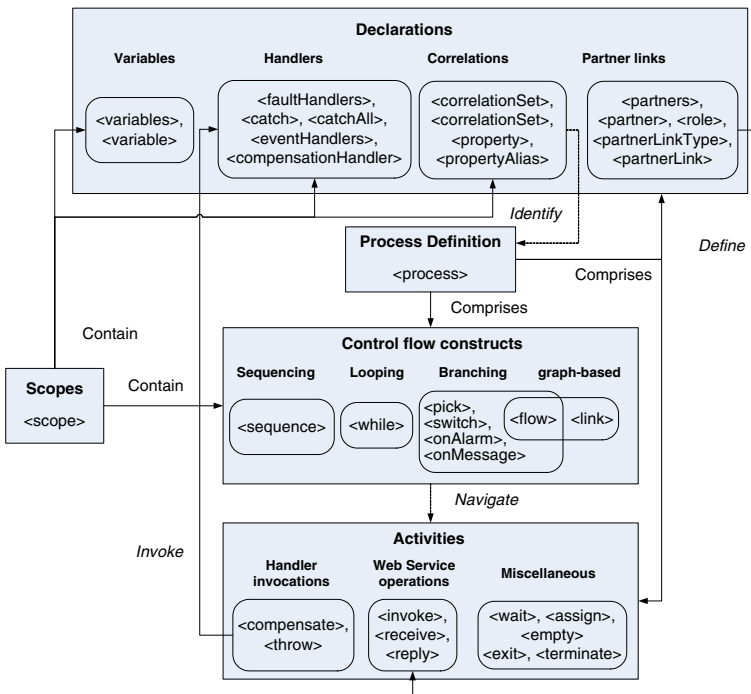 Declarations
Variables
Handlers
Correlations
Partner links
<variables>,
<variable>
<faultHandlers>,
<catch>, <catchAll>,
<eventHandlers>,
<compensationHandler>
<correlationSet>,
<correlationSet>,
<property>,
<propertyAlias>
<partners>,
<partner>, <role>,
<partnerLinkType>,
<partnerLink>
Identify
Define
Process Definition
<process>
Comprises
Comprises
Contain
Contain
Scopes
<scope>
Control flow constructs
Sequencing
Looping
Branching
graph-based
<sequence>
<while>
<pick>,
<switch>,
<onAlarm>,
<onMessage>
<flow>
<link>
Navigate
Invoke
Activities
Handler
invocations
Web Service
operations
Miscellaneous
<compensate>,
<throw>
<invoke>,
<receive>,
<reply>
<wait>, <assign>,
<empty>
<exit>, <terminate>